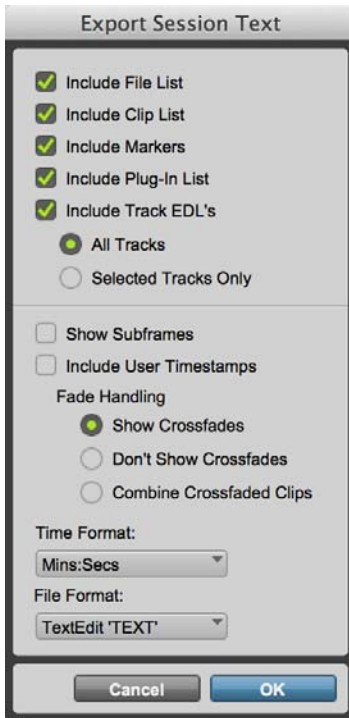 Export Session Text
Include File List
Include Clip List
Include Markers
Include Plug-In List
Include Track EDL's
All Tracks
Selected Tracks Only
Show Subframes
Include User Timestamps
Fade Handling
Show Crossfades
Don't Show Crossfades
Combine Crossfaded Clips
Time Format:
Mins:Secs
File Format:
TextEdit 'TEXT'
Cancel OK